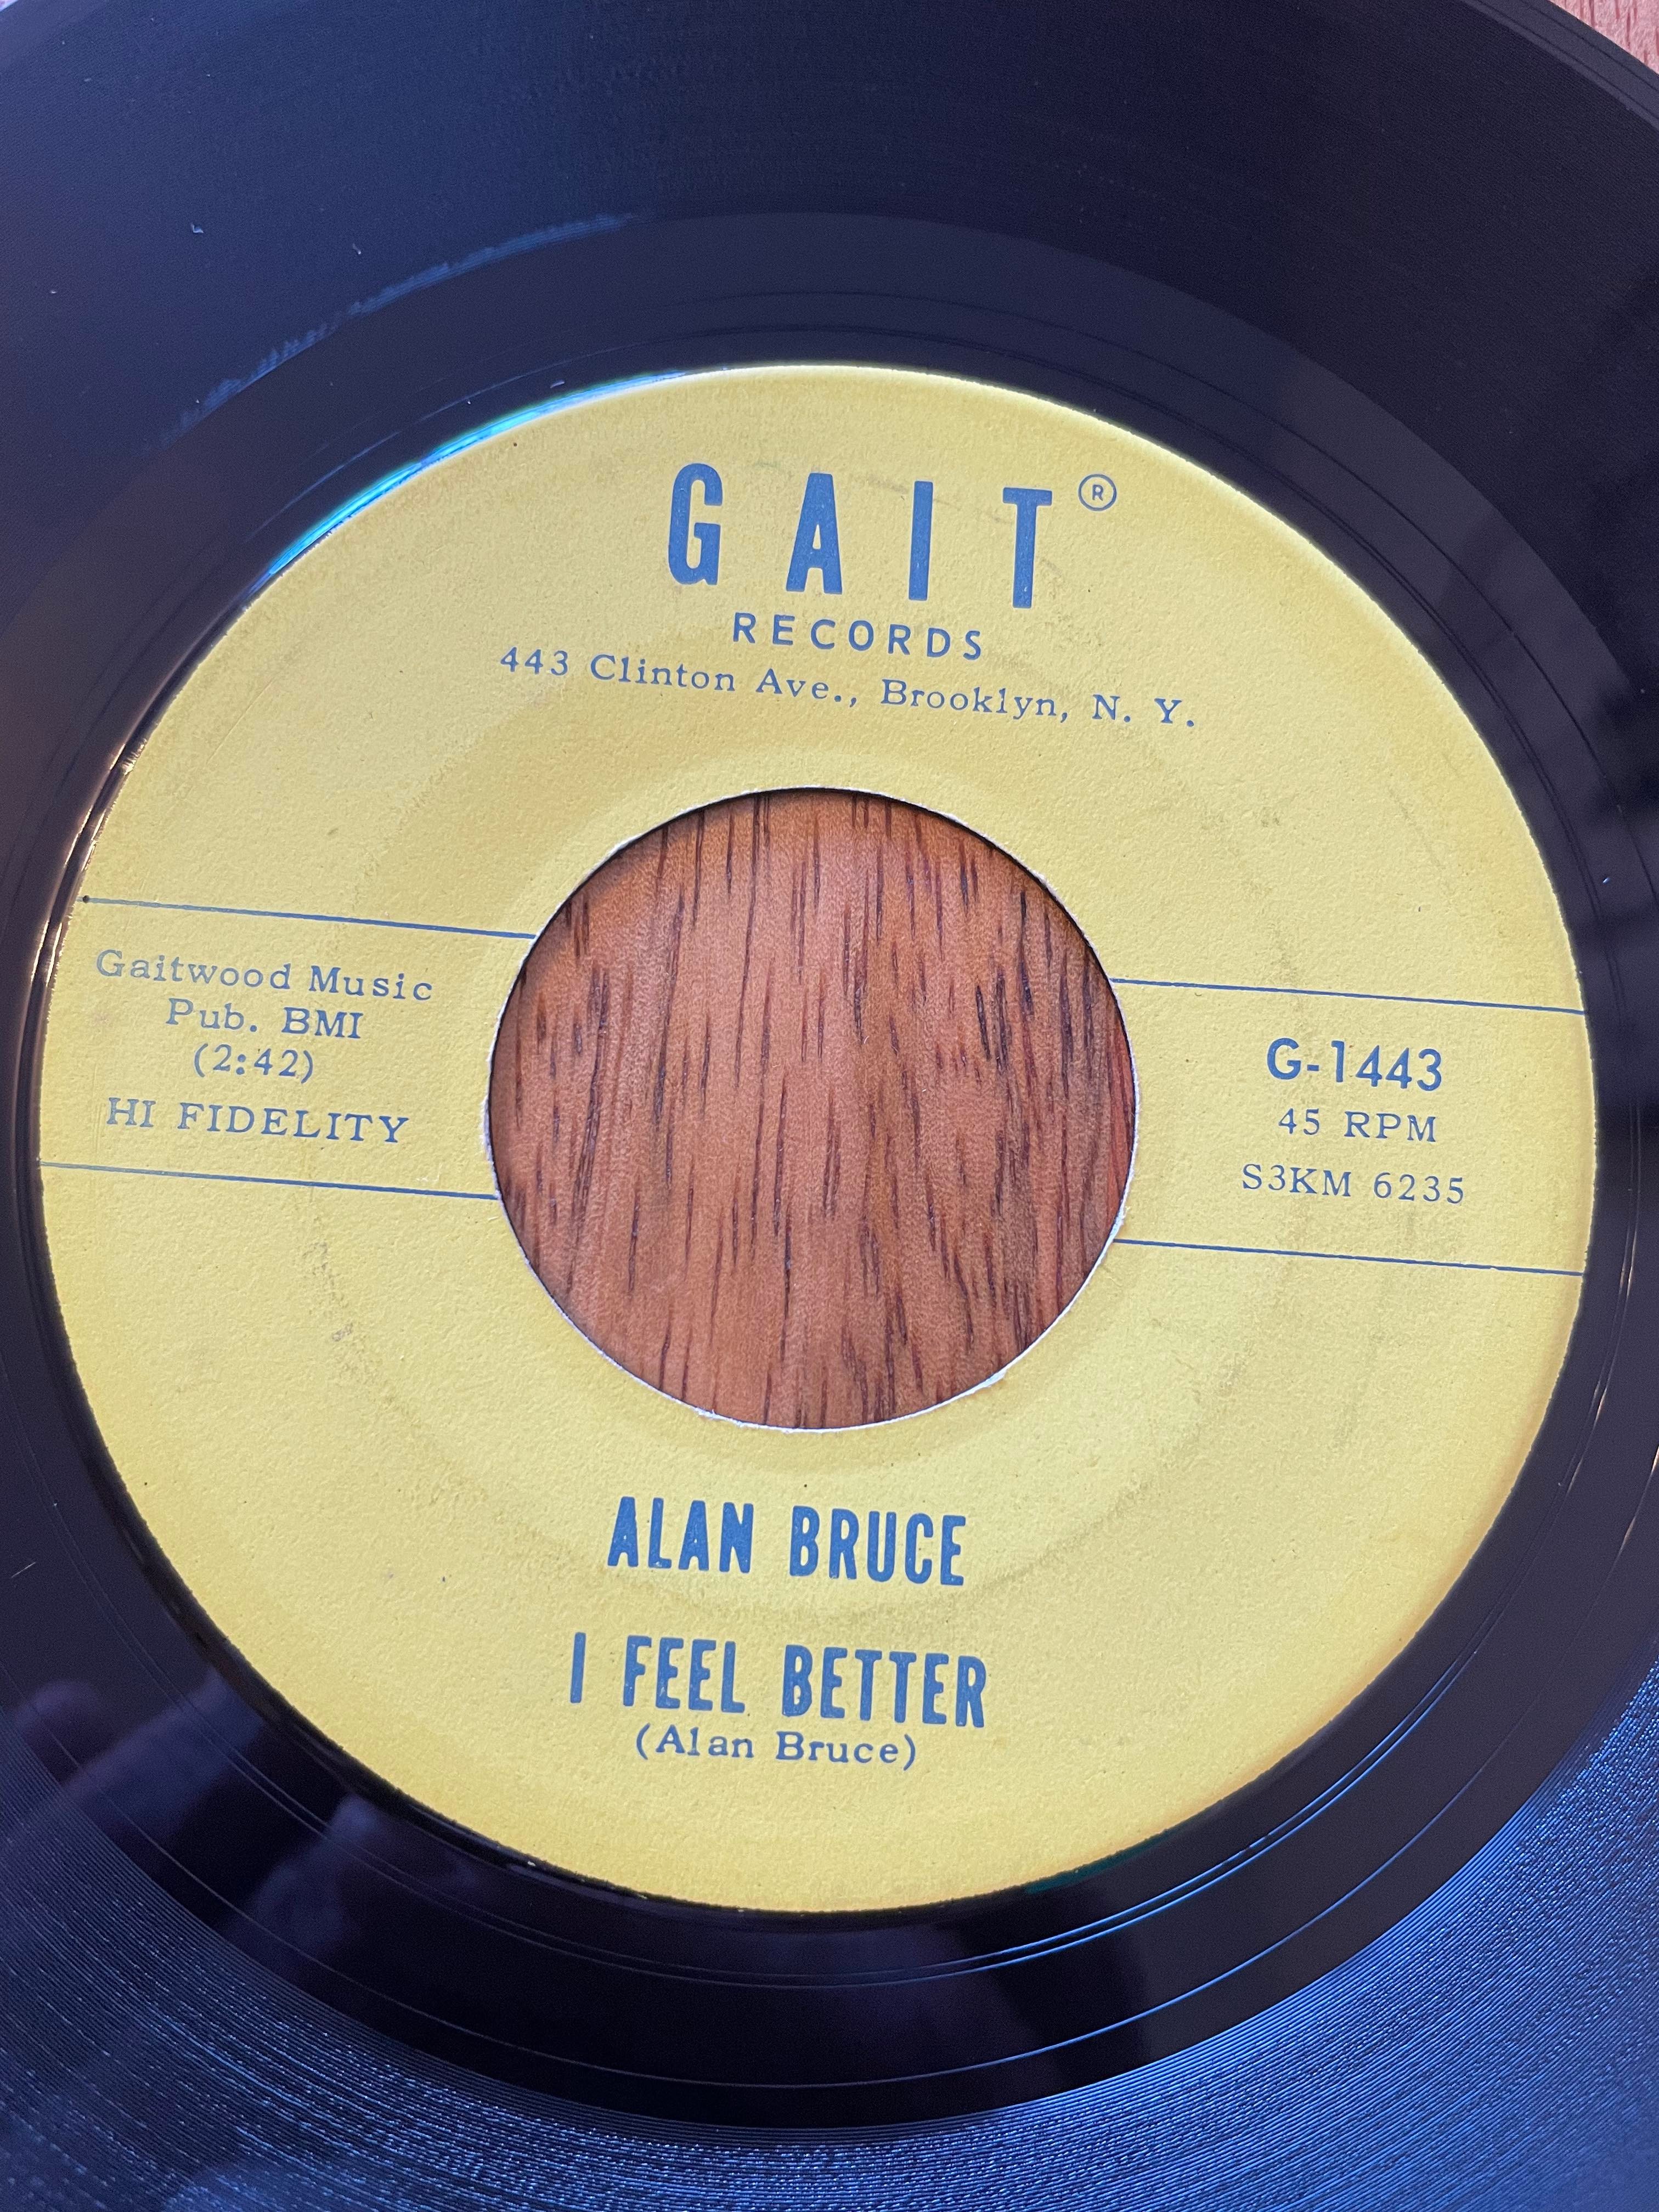 GAIT®
RECORDS
443 Clinton Ave., Brooklyn, N. Y.
Gaitwood Music
Pub. BMI
(2:42)
HI FIDELITY
G-1443
45 RPM
S3KM 6235
ALAN BRUCE
I FEEL BETTER
(Alan Bruce)